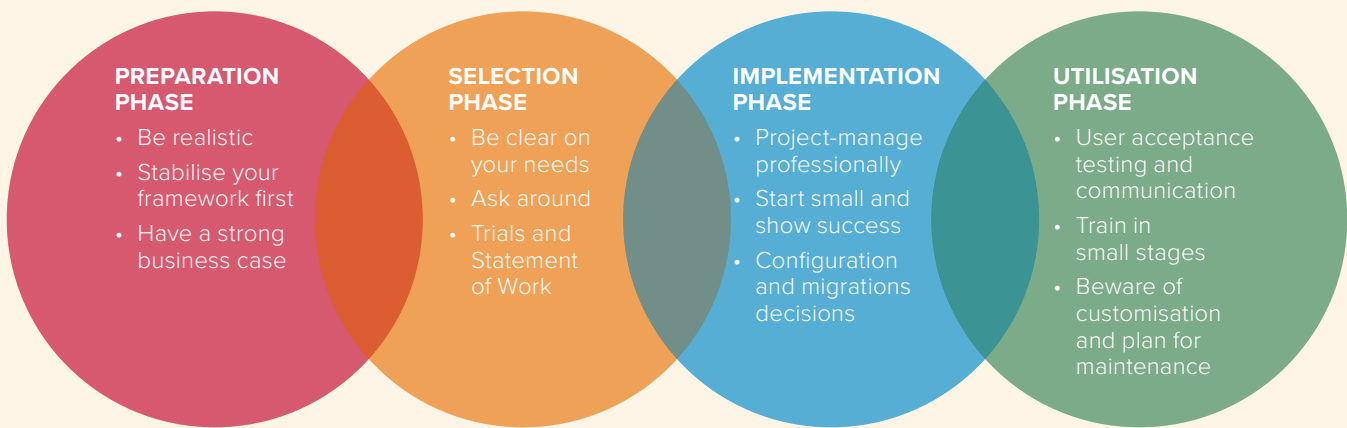 PREPARATION
PHASE
• Be realistic
• Stabilise your
framework first
• Have a strong
business case
SELECTION
PHASE
• Be clear on
your needs
• Ask around
• Trials and
Statement
of Work
IMPLEMENTATION
PHASE
• Project-manage
professionally
• Start small and
show success
• Configuration
and migrations
decisions
UTILISATION
PHASE
• User acceptance
testing and
communication
• Train in
small stages
• Beware of
customisation
and plan for
maintenance